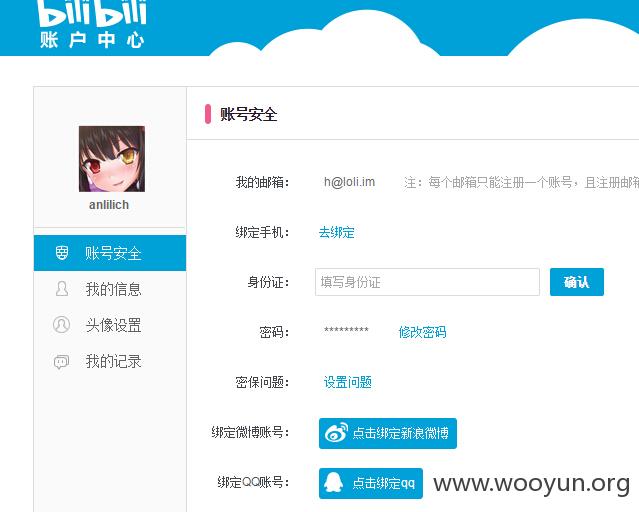 bilibili
账户中心
账号安全
我的邮箱： h@loli.im 注：每个邮箱只能注册一个账号，且注册邮箱
anlilich
绑定手机： 去绑定
账号安全
身份证： 填写身份证 确认
我的信息
头像设置
密码： ********* 修改密码
我的记录
密保问题： 设置问题
绑定微博账号： 点击绑定新浪微博
绑定QQ账号： 点击绑定qq
www.wooyun.org